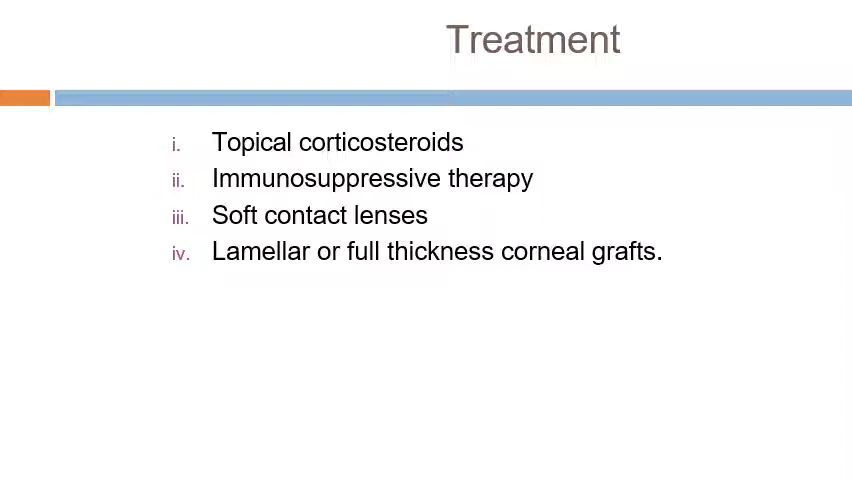 Treatment
i. Topical corticosteroids
ii. Immunosuppressive therapy
iii. Soft contact lenses
iv. Lamellar or full thickness corneal grafts.